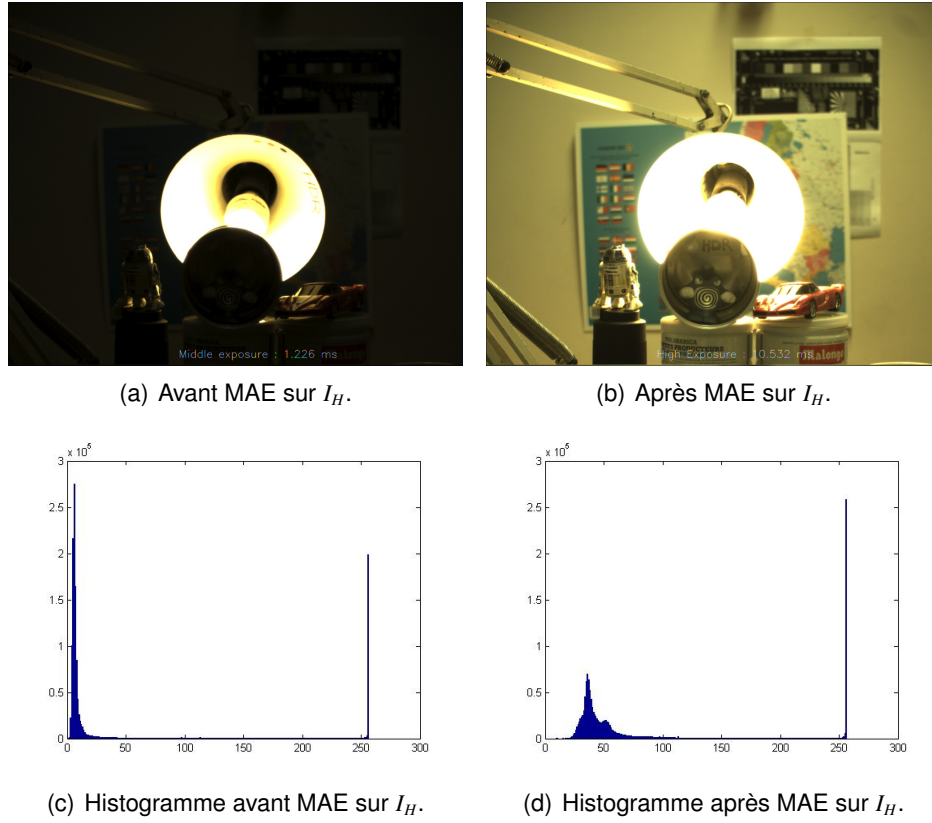 HDR
Middle exposure : 1.226 ms
HDR
High Exposure : 10.532 ms
(a) Avant MAE sur I_H.
(b) Après MAE sur I_H.
x 10^5
3
2.5
2
1.5
1
0.5
0
0 50 100 150 200 250 300
x 10^5
3
2.5
2
1.5
1
0.5
0
0 50 100 150 200 250 300
(c) Histogramme avant MAE sur I_H.
(d) Histogramme après MAE sur I_H.